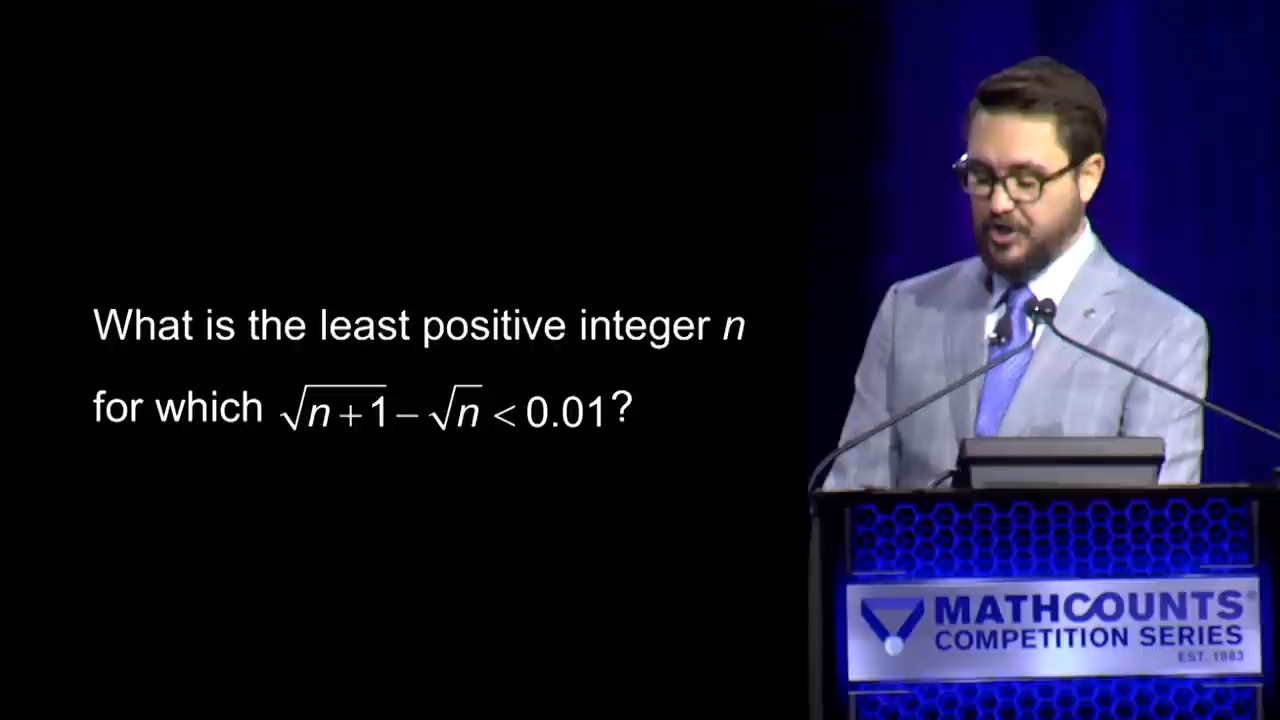 What is the least positive integer n
for which √(n+1) − √n < 0.01?
MATHCOUNTS®
COMPETITION SERIES
EST. 1983